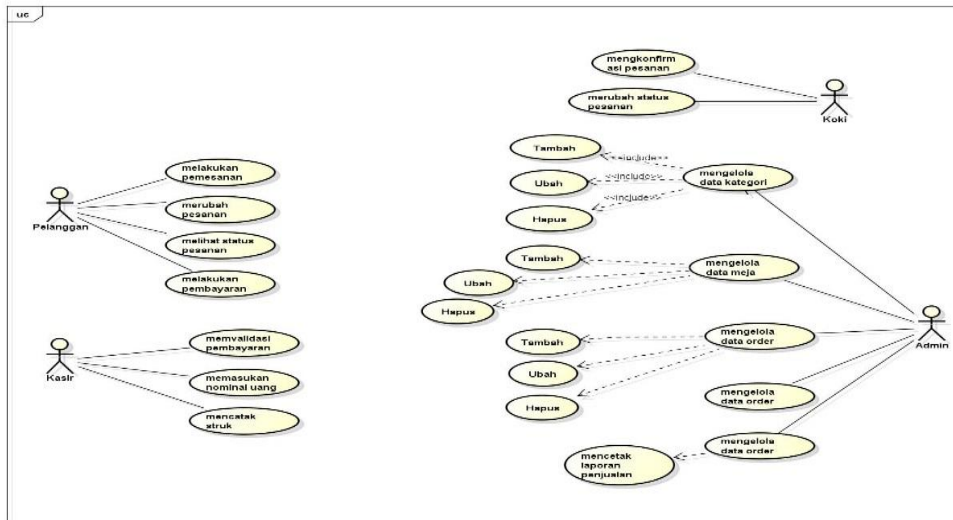 uc
mengkonfirm
asi pesanan
merubah status
pesanan
Koki
Tambah
<<include>>
Ubah
<<include>>
mengelola
data kategori
<<include>>
Hapus
melakukan
pemesanan
merubah
pesanan
Pelanggan
melihat status
pesanan
melakukan
pembayaran
Tambah
Ubah
Hapus
mengelola
data meja
memvalidasi
pembayaran
Kasir
memasukan
nominal uang
mencatak
struk
Tambah
Ubah
Hapus
mengelola
data order
Admin
mengelola
data order
mengelola
data order
mencetak
laporan
penjualan